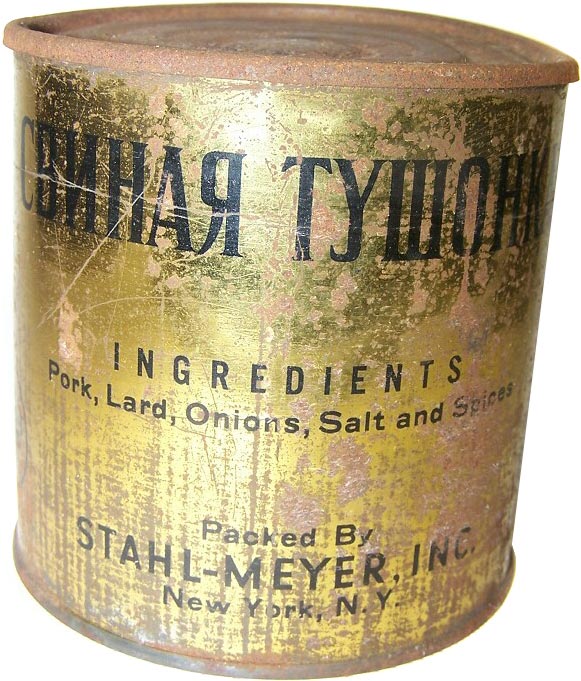 СВИНАЯ ТУШОНК
INGREDIENTS
Pork, Lard, Onions, Salt and Spices
Packed By
STAHL-MEYER, INC.
New York, N.Y.